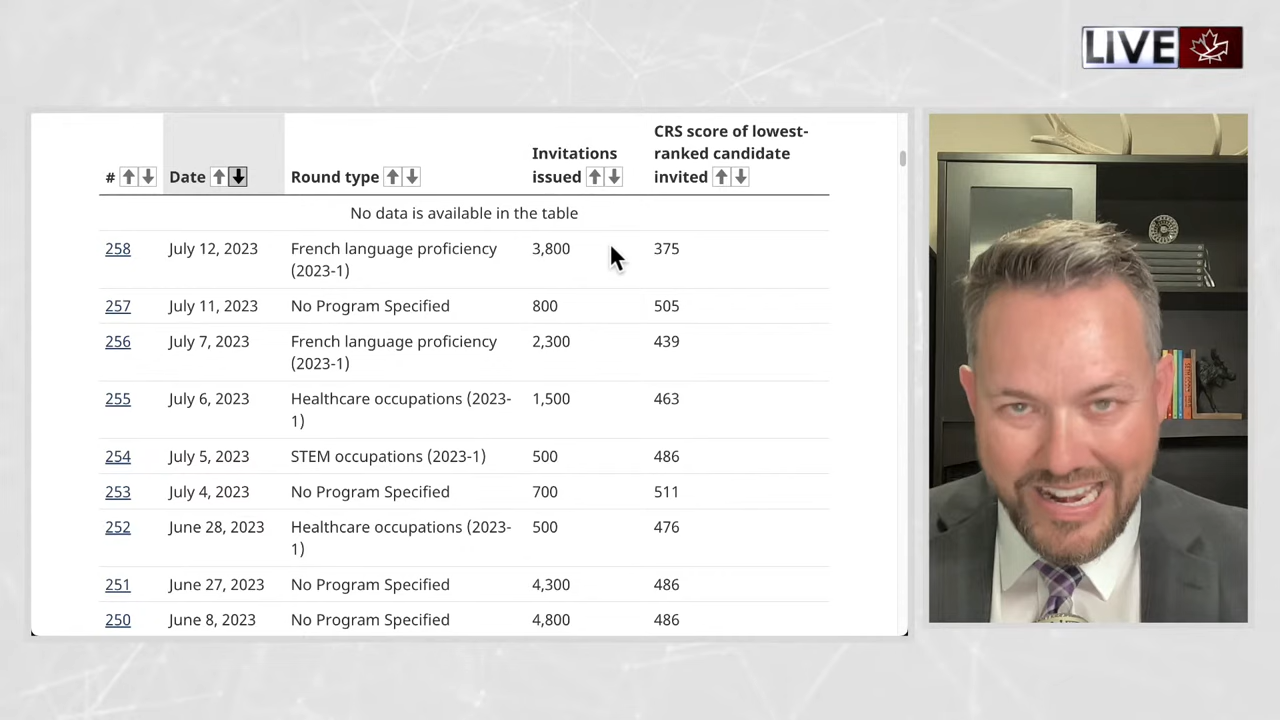 LIVE
CRS score of lowest-
ranked candidate
invited
Invitations
issued
# Date Round type
No data is available in the table
258 July 12, 2023 French language proficiency 3,800 375
(2023-1)
257 July 11, 2023 No Program Specified 800 505
256 July 7, 2023 French language proficiency 2,300 439
(2023-1)
255 July 6, 2023 Healthcare occupations (2023- 1,500 463
1)
254 July 5, 2023 STEM occupations (2023-1) 500 486
253 July 4, 2023 No Program Specified 700 511
252 June 28, 2023 Healthcare occupations (2023- 500 476
1)
251 June 27, 2023 No Program Specified 4,300 486
250 June 8, 2023 No Program Specified 4,800 486